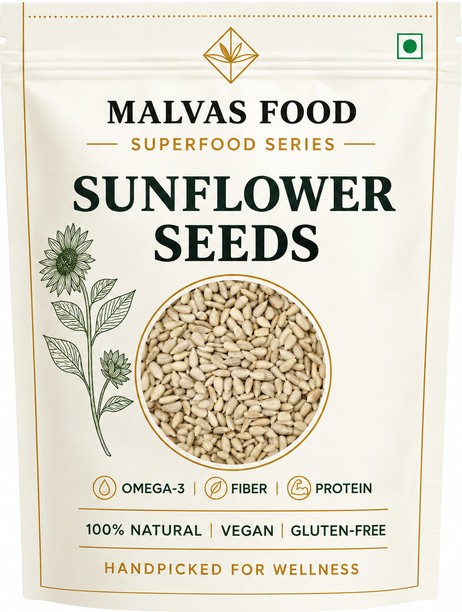 MALVAS FOOD
SUPERFOOD SERIES
SUNFLOWER
SEEDS
OMEGA-3 | FIBER | PROTEIN
100% NATURAL | VEGAN | GLUTEN-FREE
HANDPICKED FOR WELLNESS